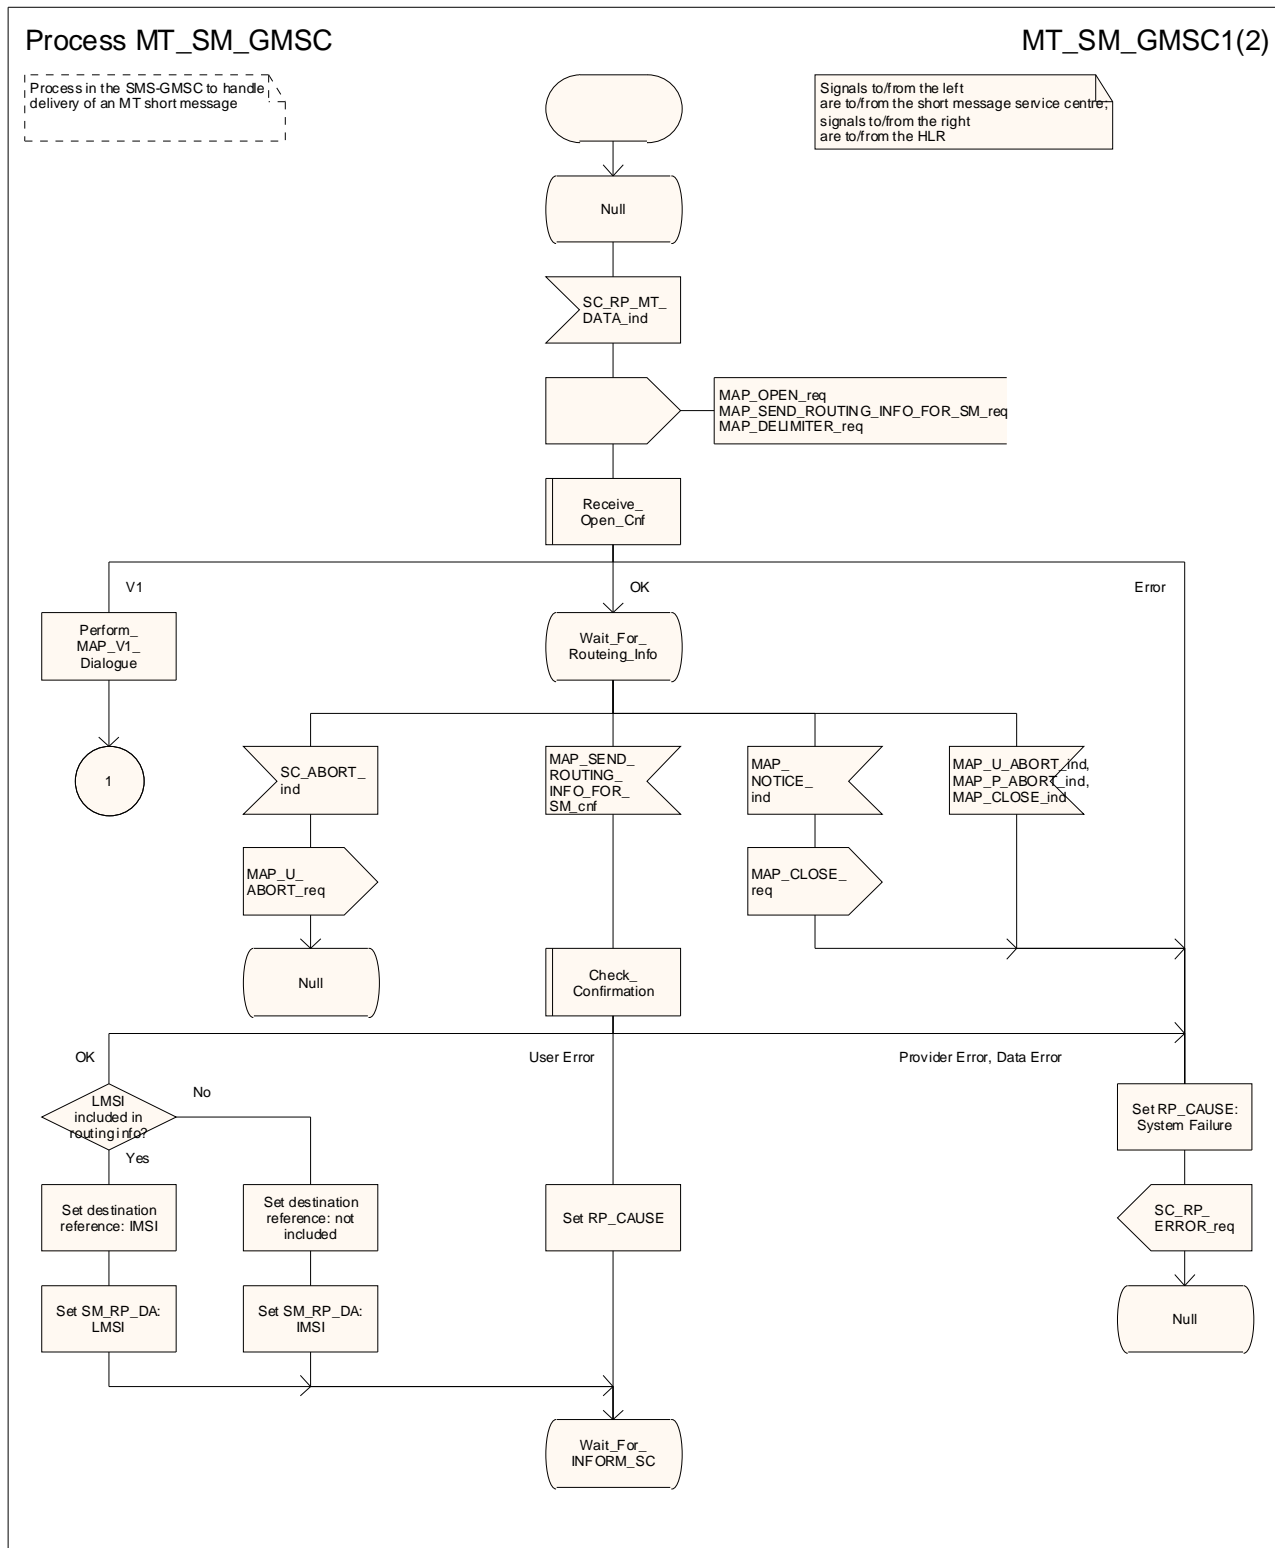 Process MT_SM_GMSC
MT_SM_GMSC1(2)
Process in the SMS-GMSC to handle
delivery of an MT short message
Signals to/from the left
are to/from the short message service centre;
signals to/from the right
are to/from the HLR
Null
SC_RP_MT_
DATA_ind
MAP_OPEN_req
MAP_SEND_ROUTING_INFO_FOR_SM_req
MAP_DELIMITER_req
Receive_
Open_Cnf
V1
OK
Error
Perform_
MAP_V1_
Dialogue
Wait_For_
Routeing_Info
1
SC_ABORT_
ind
MAP_SEND_
ROUTING_
INFO_FOR_
SM_cnf
MAP_
NOTICE_
ind
MAP_U_ABORT_ind,
MAP_P_ABORT_ind,
MAP_CLOSE_ind
MAP_U_
ABORT_req
MAP_CLOSE_
req
Null
Check_
Confirmation
OK
User Error
Provider Error, Data Error
LMSI
included in
routing info?
No
Yes
Set RP_CAUSE:
System Failure
Set destination
reference: IMSI
Set destination
reference: not
included
Set RP_CAUSE
SC_RP_
ERROR_req
Set SM_RP_DA:
LMSI
Set SM_RP_DA:
IMSI
Null
Wait_For_
INFORM_SC